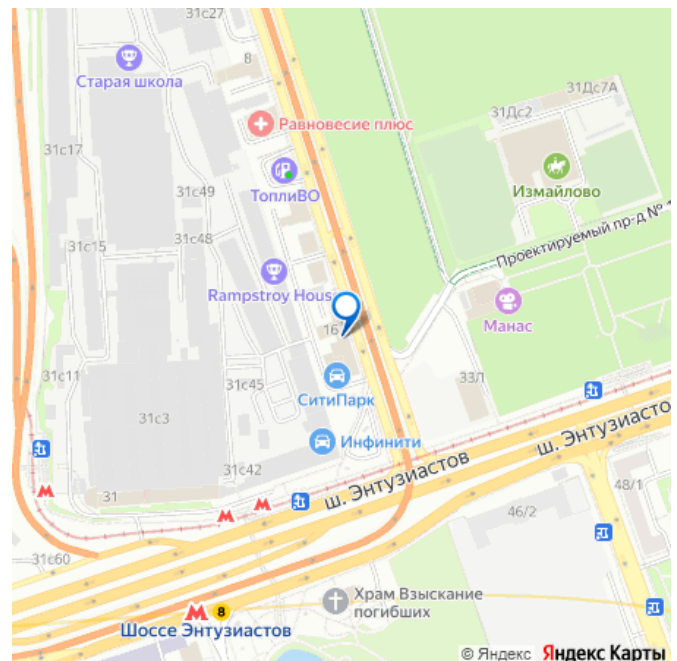 31с27
8
Старая школа
31Дс7А
31Дс2
Равновесие плюс
31с17
Измайлово
31с49
ТоплиВО
31с48
31с15
Проектируемый пр-д №
Rampstroy Hous
Манас
16
33Л
31с11
31с45
СитиПарк
31с3
ш. Энтузиасто
Инфинити
ш. Энтузиастов
31с42
48/1
31
46/2
31с60
Храм Взыскание
погибших
8
Шоссе Энтузиастов
© Яндекс Яндекс Карты